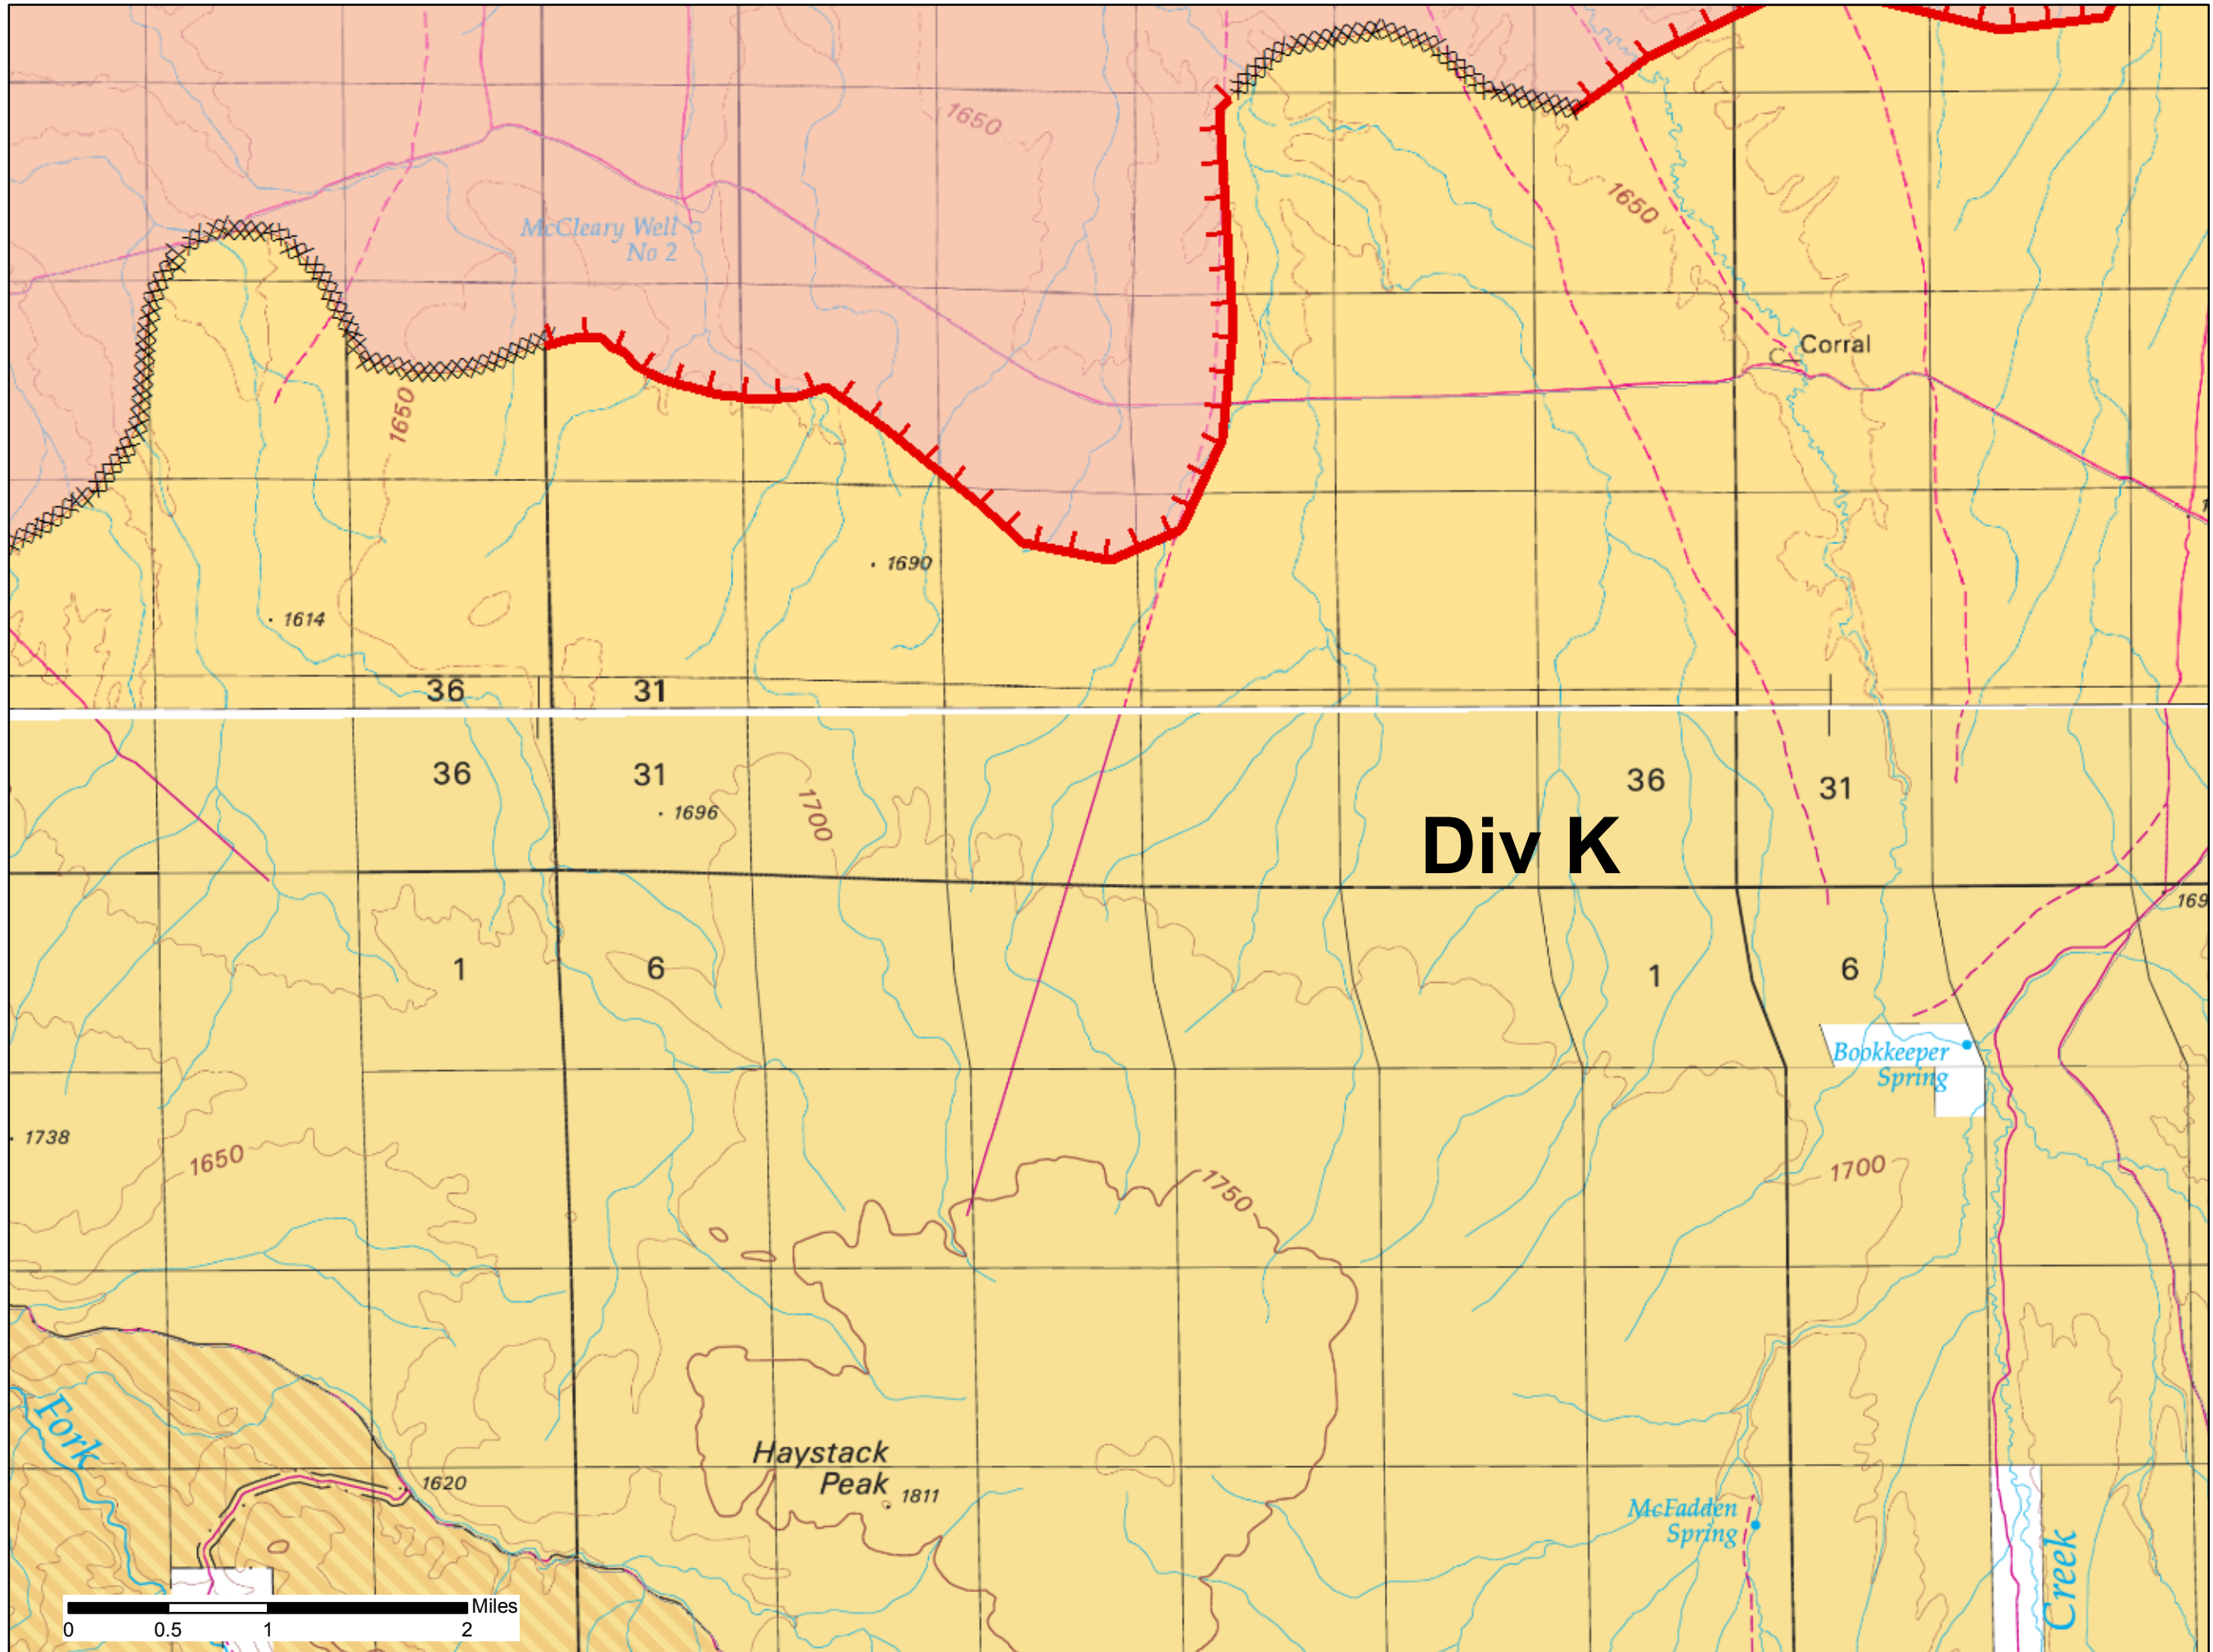 1650
McCleary Well
No 2
1650
Corral
1650
1690
1614
36
31
36
31
36
31
1696
1700
Div K
169
1
6
1
6
Bookkeeper
Spring
1738
1650
1700
1750
Fork
Haystack
Peak
1811
1620
McFadden
Spring
Creek
Miles
0 0.5 1 2